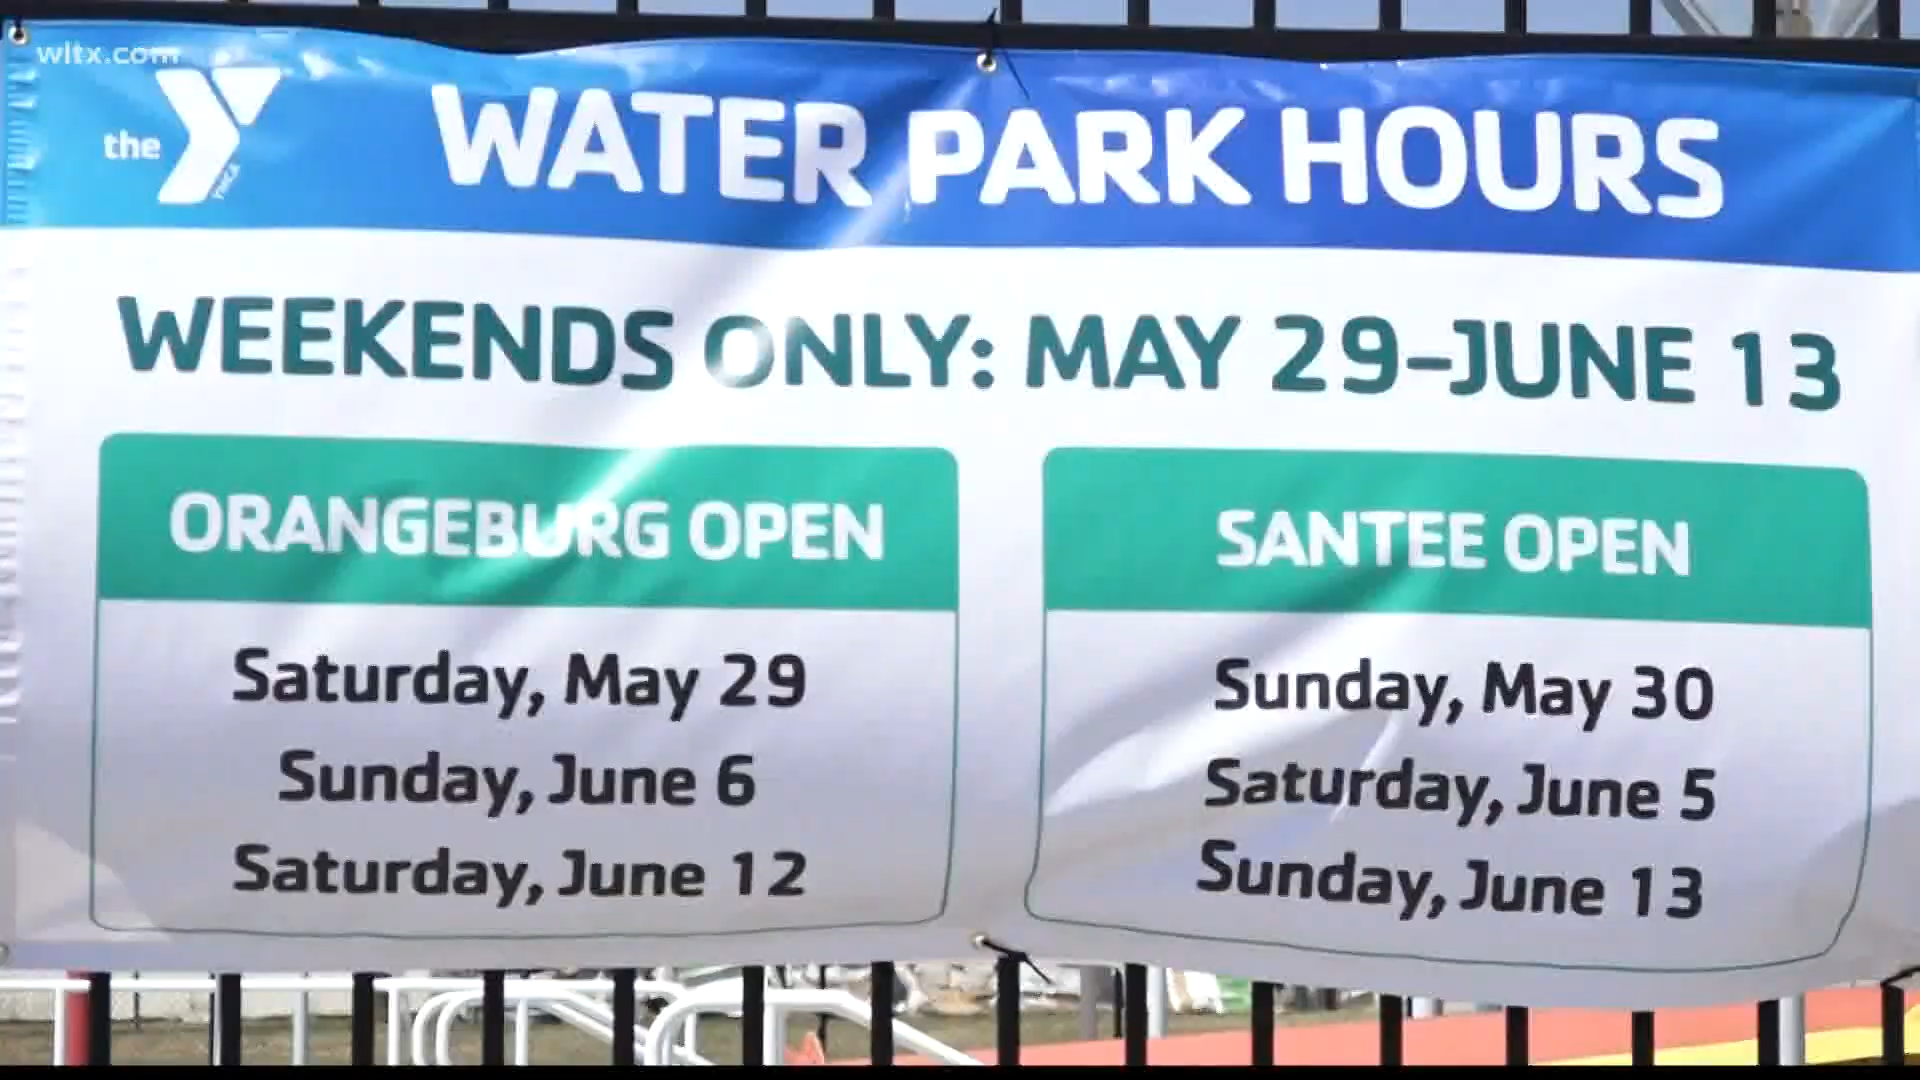 wltx.com
the Y
YMCA
WATER PARK HOURS
WEEKENDS ONLY: MAY 29-JUNE 13
ORANGEBURG OPEN
Saturday, May 29
Sunday, June 6
Saturday, June 12
SANTEE OPEN
Sunday, May 30
Saturday, June 5
Sunday, June 13